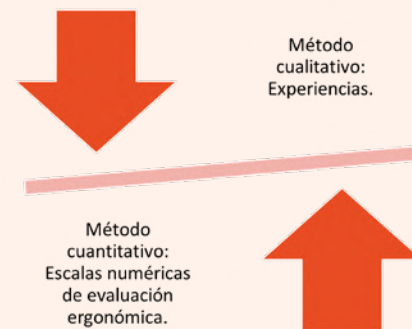 Método
cualitativo:
Experiencias.
Método
cuantitativo:
Escalas numéricas
de evaluación
ergonómica.